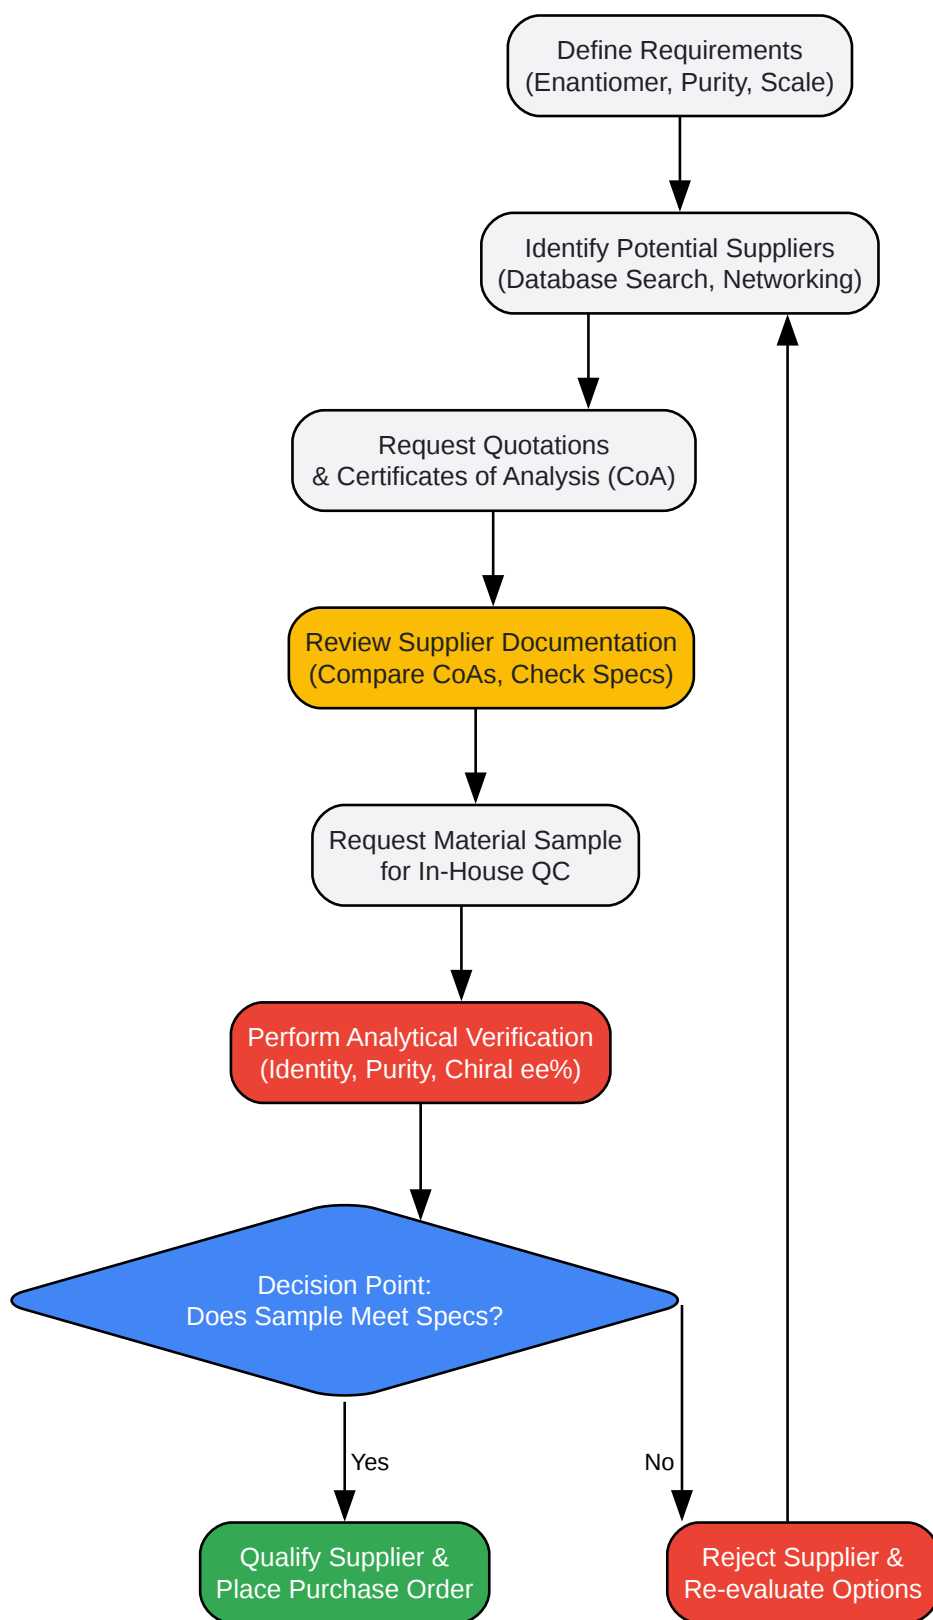 Define Requirements
(Enantiomer, Purity, Scale)
Identify Potential Suppliers
(Database Search, Networking)
Request Quotations
& Certificates of Analysis (CoA)
Review Supplier Documentation
(Compare CoAs, Check Specs)
Request Material Sample
for In-House QC
Perform Analytical Verification
(Identity, Purity, Chiral ee%)
Decision Point:
Does Sample Meet Specs?
Yes
No
Qualify Supplier &
Place Purchase Order
Reject Supplier &
Re-evaluate Options